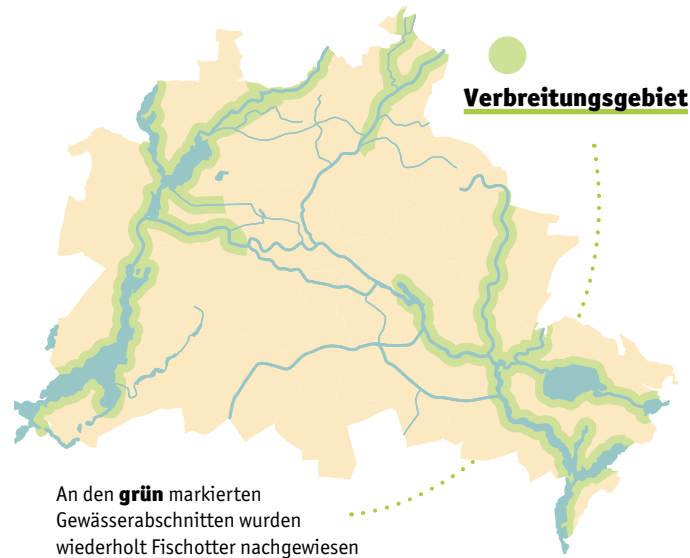 Verbreitungsgebiet
An den grün markierten
Gewässerabschnitten wurden
wiederholt Fischotter nachgewiesen